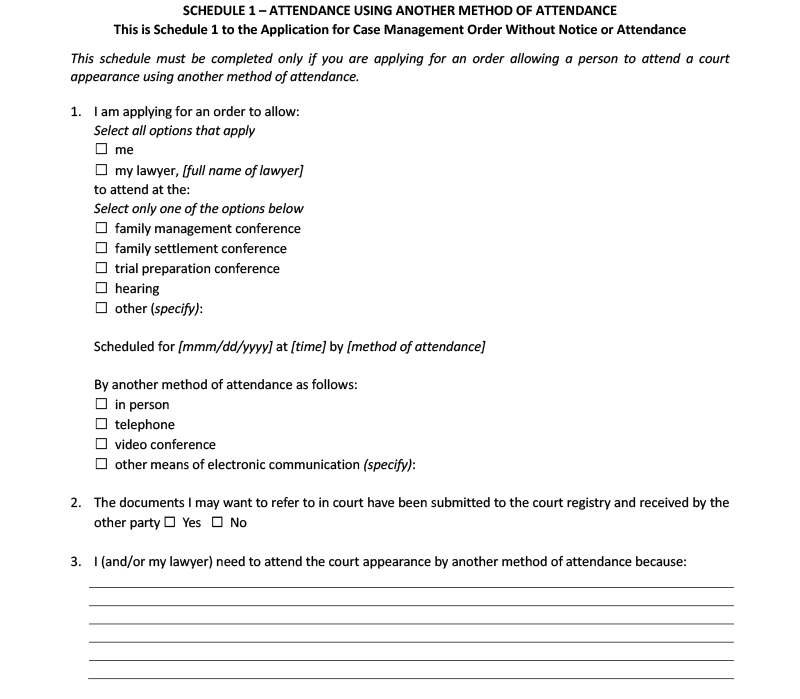 SCHEDULE 1 – ATTENDANCE USING ANOTHER METHOD OF ATTENDANCE
This is Schedule 1 to the Application for Case Management Order Without Notice or Attendance
This schedule must be completed only if you are applying for an order allowing a person to attend a court
appearance using another method of attendance.
1. I am applying for an order to allow:
Select all options that apply
☐ me
☐ my lawyer, [full name of lawyer]
to attend at the:
Select only one of the options below
☐ family management conference
☐ family settlement conference
☐ trial preparation conference
☐ hearing
☐ other (specify):
Scheduled for [mmm/dd/yyyy] at [time] by [method of attendance]
By another method of attendance as follows:
☐ in person
☐ telephone
☐ video conference
☐ other means of electronic communication (specify):
2. The documents I may want to refer to in court have been submitted to the court registry and received by the
other party ☐ Yes ☐ No
3. I (and/or my lawyer) need to attend the court appearance by another method of attendance because: